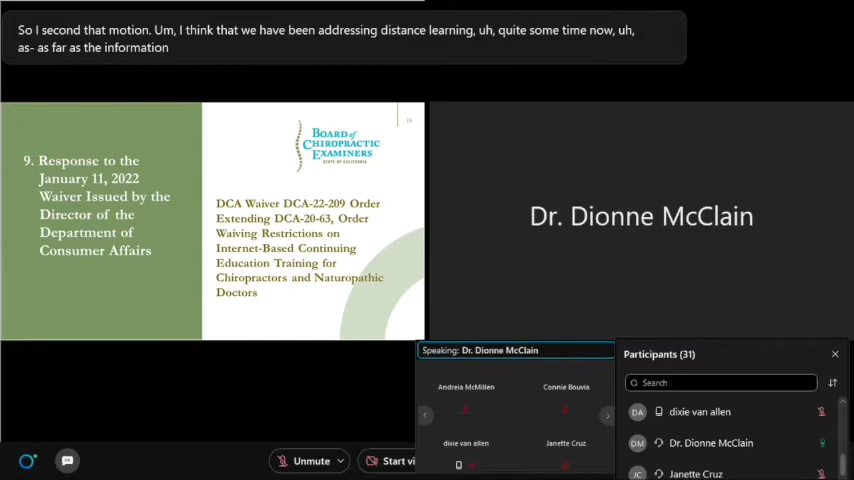 So I second that motion. Um, I think that we have been addressing distance learning, uh, quite some time now, uh,
as- as far as the information
9. Response to the
January 11, 2022
Waiver Issued by the
Director of the
Department of
Consumer Affairs
15
BOARD of
CHIROPRACTIC
EXAMINERS
STATE OF CALIFORNIA
DCA Waiver DCA-22-209 Order
Extending DCA-20-63, Order
Waiving Restrictions on
Internet-Based Continuing
Education Training for
Chiropractors and Naturopathic
Doctors
Dr. Dionne McClain
Speaking: Dr. Dionne McClain
Andreia McMillen
Connie Bouvia
dixie van allen
Janette Cruz
Participants (31)
Search
DA dixie van allen
DM Dr. Dionne McClain
JC Janette Cruz
Unmute
Start vi